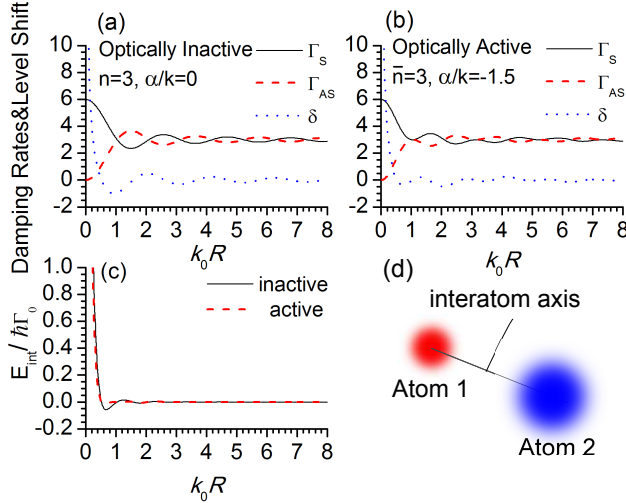 Damping Rates&Level Shift
(a)
Optically Inactive
n=3, α/k=0
Γ_S
Γ_AS
δ
10
8
6
4
2
0
-2
0 1 2 3 4 5 6 7 8
k₀R
(b)
Optically Active
n̄=3, α/k=-1.5
Γ_S
Γ_AS
δ
10
8
6
4
2
0
-2
0 1 2 3 4 5 6 7 8
k₀R
(c)
inactive
active
E_int/ ħΓ₀
1.0
0.8
0.6
0.4
0.2
0.0
-0.2
0 1 2 3 4 5 6 7 8
k₀R
(d)
interatom axis
Atom 1
Atom 2